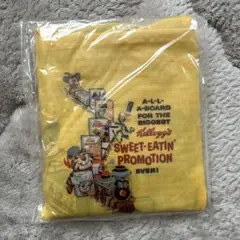 A-L-L
A-BOARD
FOR THE
BIGGEST
Kellogg's
SWEET-EATIN'
PROMOTION
EVER!